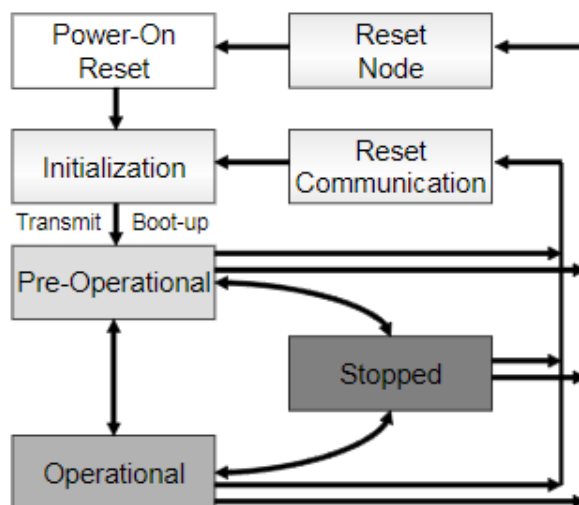 Power-On
Reset
Reset
Node
Initialization
Reset
Communication
Transmit Boot-up
Pre-Operational
Stopped
Operational